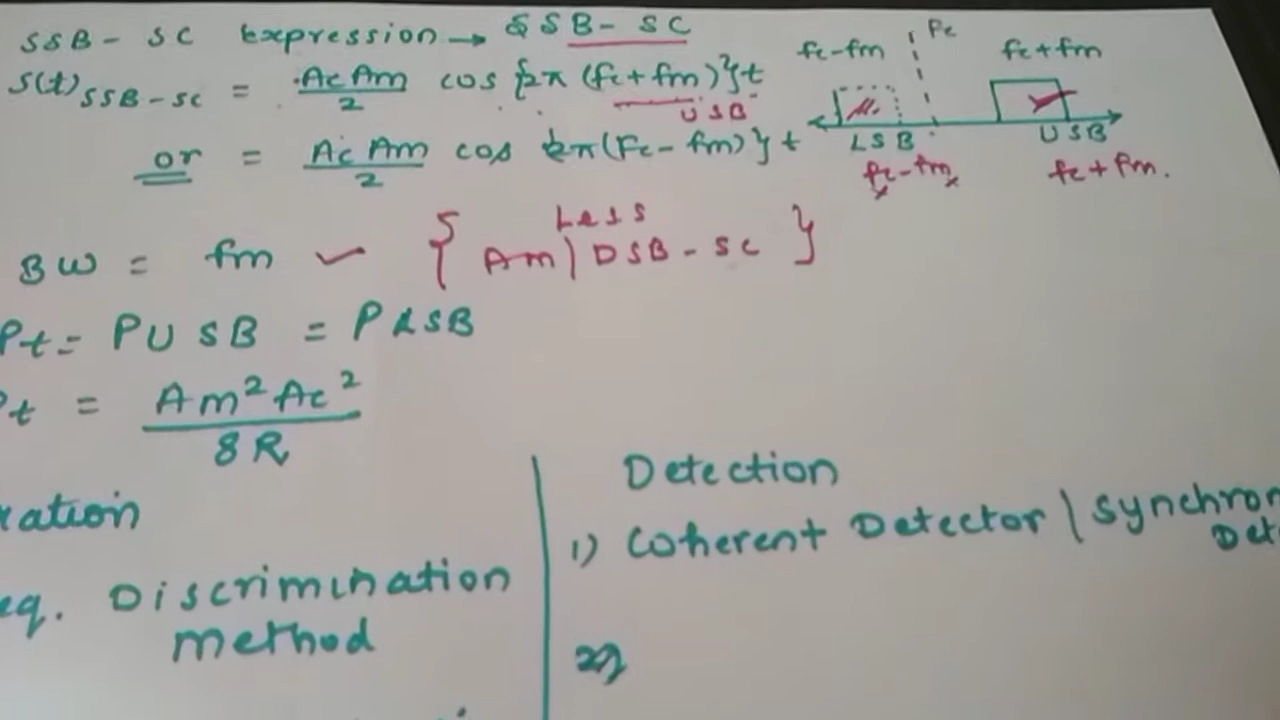 SSB - SC Expression → SSB - SC
S(t) SSB-SC = AcAm/2 cos {2π (fc+fm)}t
USB
or = AcAm/2 cos 2π(Fc-fm)}t
fc-fm Fc fc+fm
LSB USB
fc-fm fc+fm.
BW = fm ✓ { Less
Am | DSB-SC }
Pt = PUSB = PLSB
Pt = Am²Ac²/8R
ration
eq. Discrimination
method
Detection
1) Coherent Detector | Synchron
Det
2)